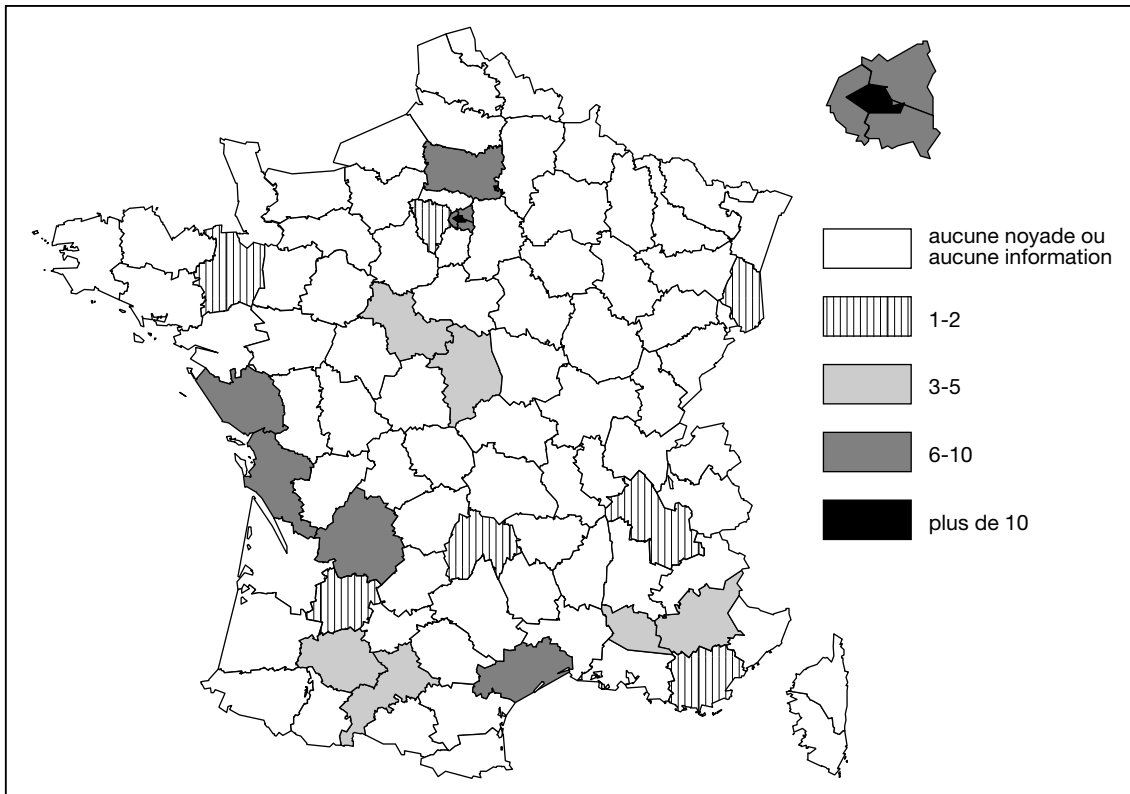 aucune noyade ou
aucune information
1-2
3-5
6-10
plus de 10